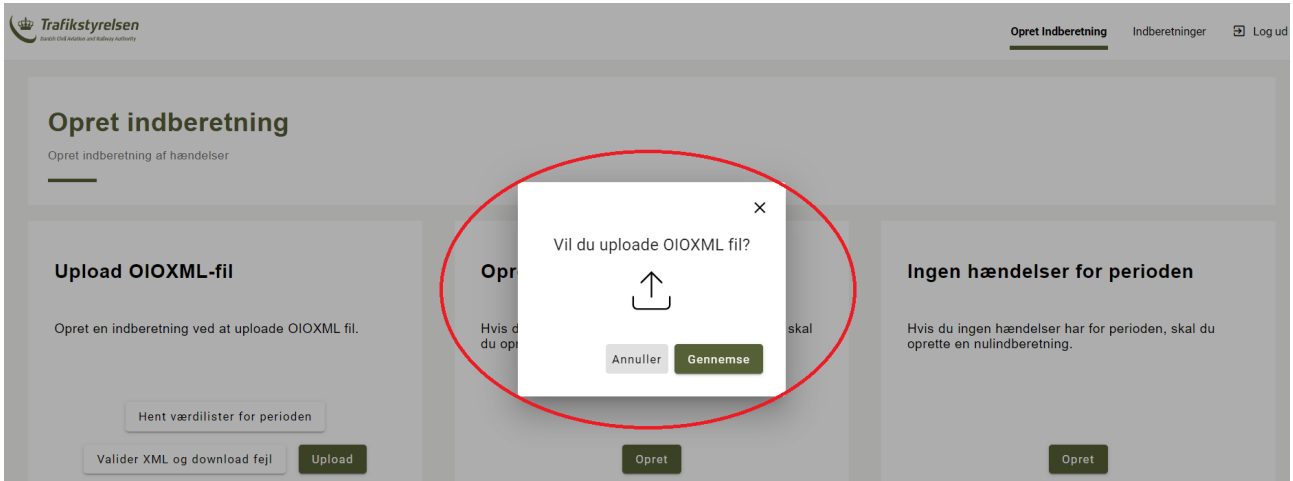 Trafikstyrelsen
Danish Civil Aviation and Railway Authority
Opret Indberetning
Indberetninger
Log ud
Opret indberetning
Opret indberetning af hændelser
Upload OIOXML-fil
Opret en indberetning ved at uploade OIOXML fil.
Hent værdilister for perioden
Valider XML og download fejl
Upload
Opr
Hvis d
skal
du opr
Opret
Vil du uploade OIOXML fil?
Annuller
Gennemse
Ingen hændelser for perioden
Hvis du ingen hændelser har for perioden, skal du
oprette en nulindberetning.
Opret